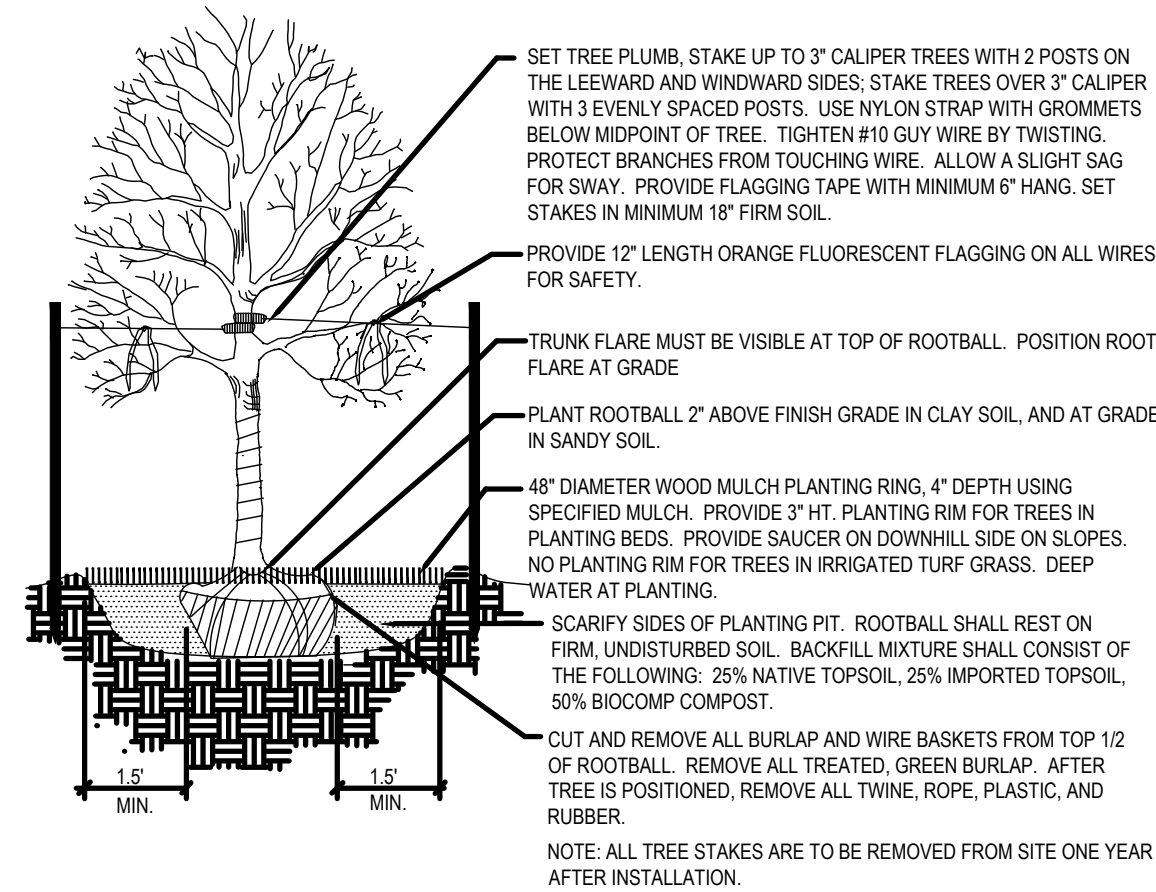 SET TREE PLUMB, STAKE UP TO 3" CALIPER TREES WITH 2 POSTS ON
THE LEEWARD AND WINDWARD SIDES; STAKE TREES OVER 3" CALIPER
WITH 3 EVENLY SPACED POSTS. USE NYLON STRAP WITH GROMMETS
BELOW MIDPOINT OF TREE. TIGHTEN #10 GUY WIRE BY TWISTING.
PROTECT BRANCHES FROM TOUCHING WIRE. ALLOW A SLIGHT SAG
FOR SWAY. PROVIDE FLAGGING TAPE WITH MINIMUM 6" HANG. SET
STAKES IN MINIMUM 18" FIRM SOIL.
PROVIDE 12" LENGTH ORANGE FLUORESCENT FLAGGING ON ALL WIRES
FOR SAFETY.
TRUNK FLARE MUST BE VISIBLE AT TOP OF ROOTBALL. POSITION ROOT
FLARE AT GRADE
PLANT ROOTBALL 2" ABOVE FINISH GRADE IN CLAY SOIL, AND AT GRADE
IN SANDY SOIL.
48" DIAMETER WOOD MULCH PLANTING RING, 4" DEPTH USING
SPECIFIED MULCH. PROVIDE 3" HT. PLANTING RIM FOR TREES IN
PLANTING BEDS. PROVIDE SAUCER ON DOWNHILL SIDE ON SLOPES.
NO PLANTING RIM FOR TREES IN IRRIGATED TURF GRASS. DEEP
WATER AT PLANTING.
SCARIFY SIDES OF PLANTING PIT. ROOTBALL SHALL REST ON
FIRM, UNDISTURBED SOIL. BACKFILL MIXTURE SHALL CONSIST OF
THE FOLLOWING: 25% NATIVE TOPSOIL, 25% IMPORTED TOPSOIL,
50% BIOCOMP COMPOST.
CUT AND REMOVE ALL BURLAP AND WIRE BASKETS FROM TOP 1/2
OF ROOTBALL. REMOVE ALL TREATED, GREEN BURLAP. AFTER
TREE IS POSITIONED, REMOVE ALL TWINE, ROPE, PLASTIC, AND
RUBBER.
NOTE: ALL TREE STAKES ARE TO BE REMOVED FROM SITE ONE YEAR
AFTER INSTALLATION.
1.5'
MIN.
1.5'
MIN.